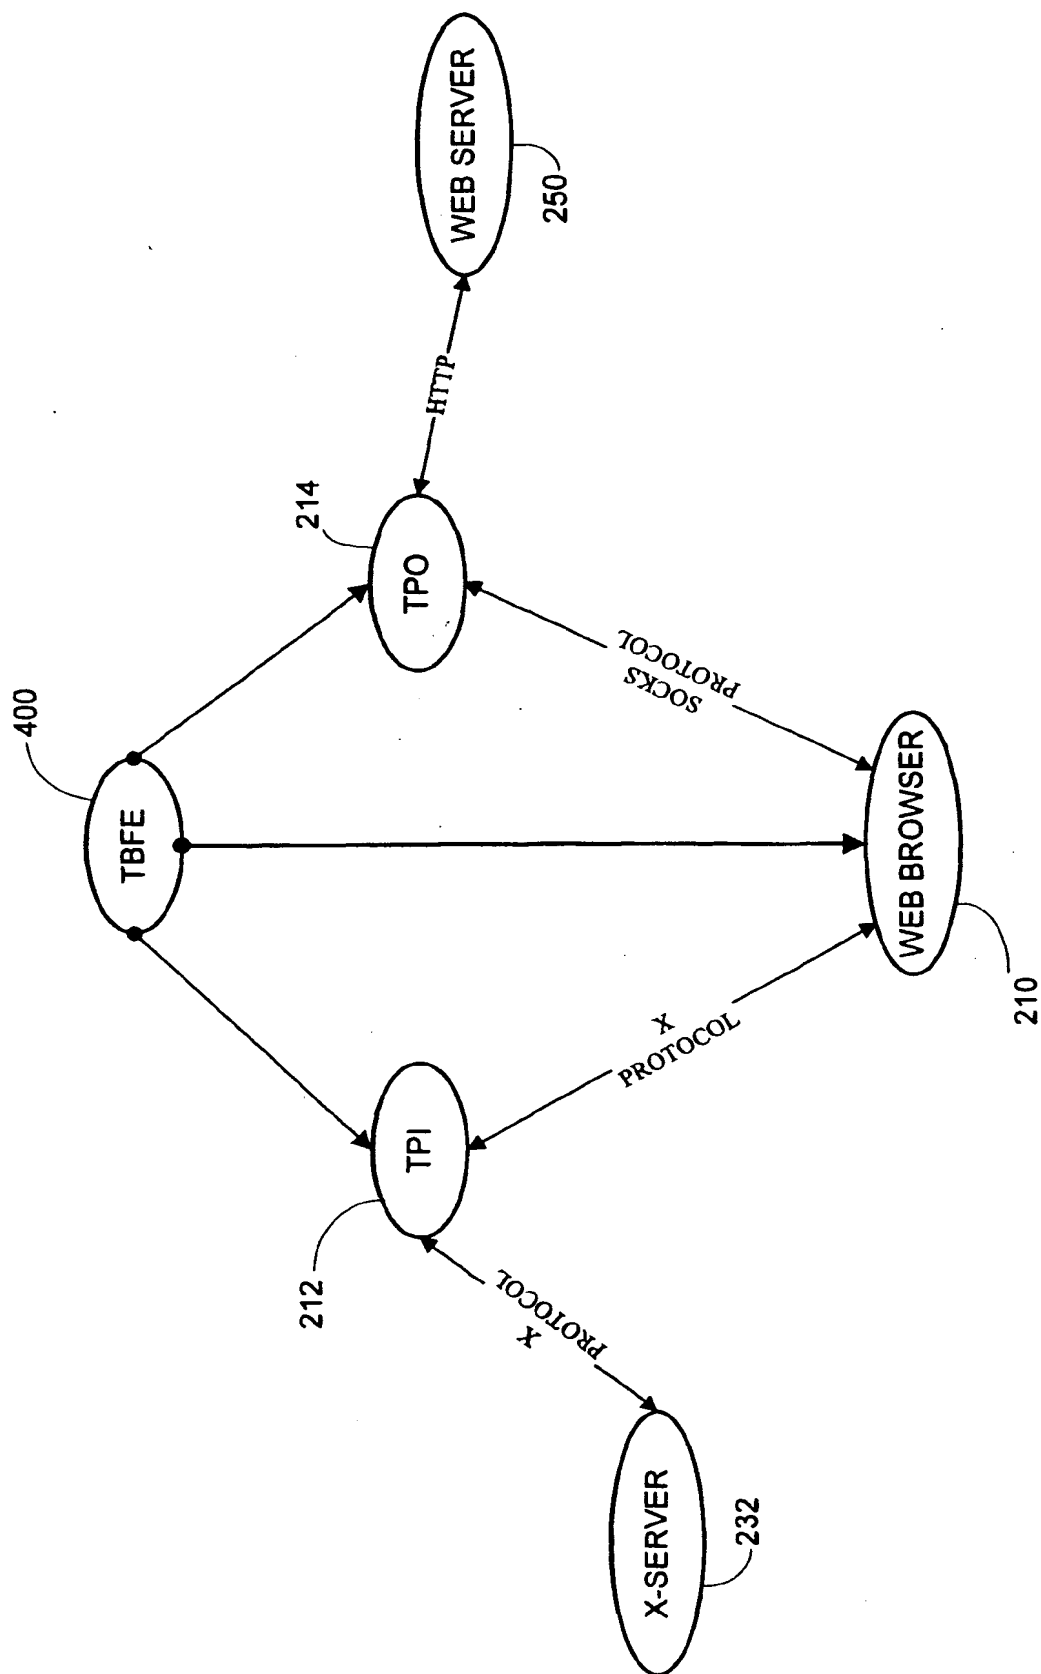 400
TBFE
212
TPI
214
TPO
X
PROTOCOL
HTTP
X-SERVER
232
X
PROTOCOL
SOCKS
PROTOCOL
WEB SERVER
250
WEB BROWSER
210